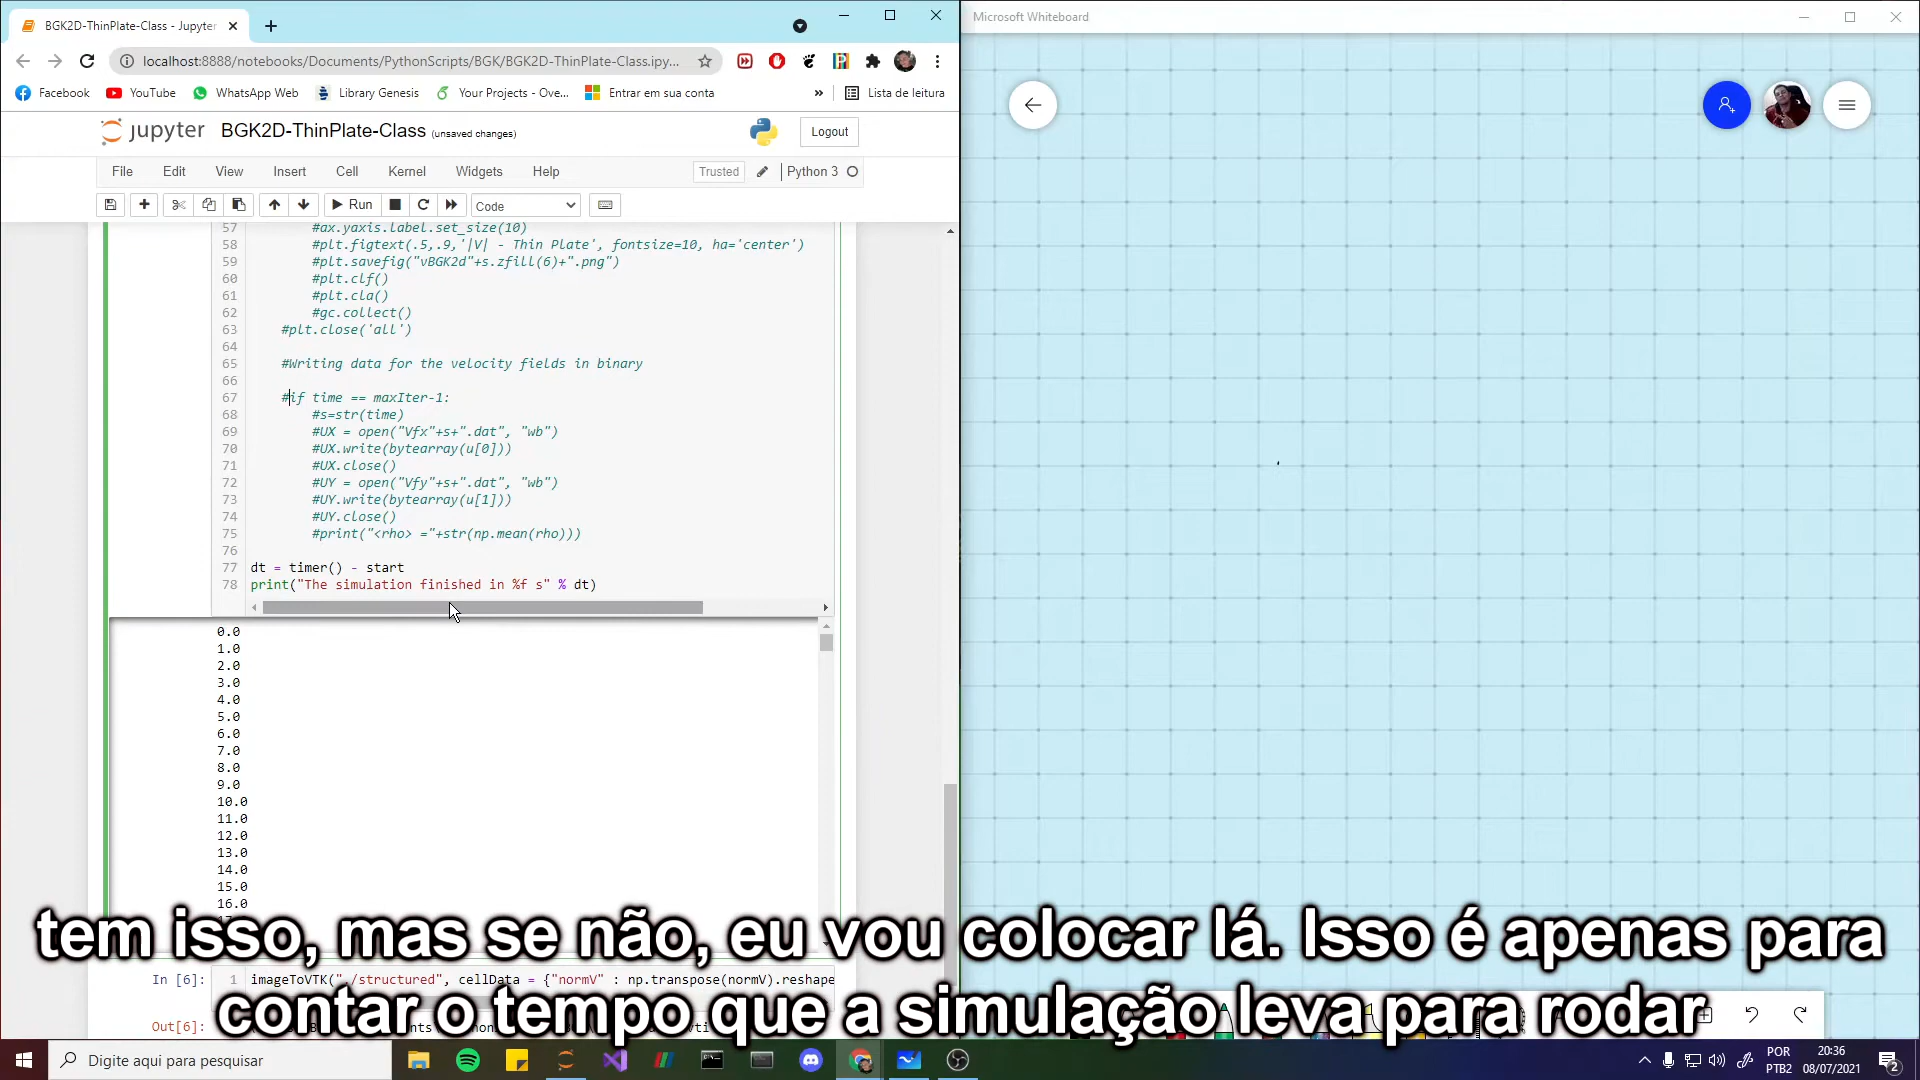 BGK2D-ThinPlate-Class - Jupyter
Microsoft Whiteboard
localhost:8888/notebooks/Documents/PythonScripts/BGK/BGK2D-ThinPlate-Class.ipy...
Facebook YouTube WhatsApp Web Library Genesis Your Projects - Ove... Entrar em sua conta » Lista de leitura
jupyter BGK2D-ThinPlate-Class (unsaved changes) Logout
File Edit View Insert Cell Kernel Widgets Help Trusted Python 3
Run Code
57 #ax.yaxis.label.set_size(10)
58 #plt.figtext(.5,.9,'|V| - Thin Plate', fontsize=10, ha='center')
59 #plt.savefig("vBGK2d"+s.zfill(6)+".png")
60 #plt.clf()
61 #plt.cla()
62 #gc.collect()
63 #plt.close('all')
64
65 #Writing data for the velocity fields in binary
66
67 #if time == maxIter-1:
68 #s=str(time)
69 #UX = open("Vfx"+s+".dat", "wb")
70 #UX.write(bytearray(u[0]))
71 #UX.close()
72 #UY = open("Vfy"+s+".dat", "wb")
73 #UY.write(bytearray(u[1]))
74 #UY.close()
75 #print("<rho> ="+str(np.mean(rho)))
76
77 dt = timer() - start
78 print("The simulation finished in %f s" % dt)
0.0
1.0
2.0
3.0
4.0
5.0
6.0
7.0
8.0
9.0
10.0
11.0
12.0
13.0
14.0
15.0
16.0
tem isso, mas se não, eu vou colocar lá. Isso é apenas para
In [6]: 1 imageToVTK("./structured", cellData = {"normV" : np.transpose(normV).reshape
contar o tempo que a simulação leva para rodar
Out[6]:
Digite aqui para pesquisar
POR
PTB2
20:36
08/07/2021
2